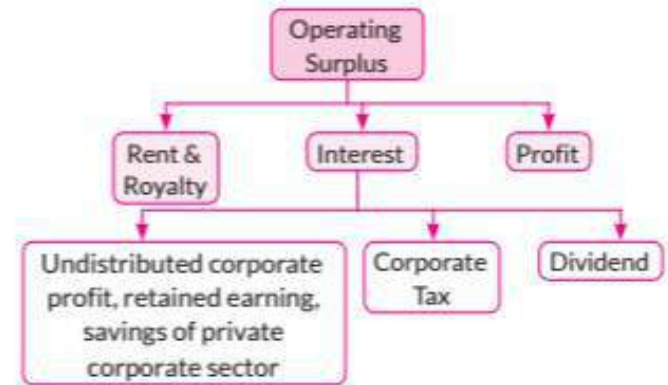 Operating
Surplus
Rent &
Royalty
Interest
Profit
Undistributed corporate
profit, retained earning,
savings of private
corporate sector
Corporate
Tax
Dividend